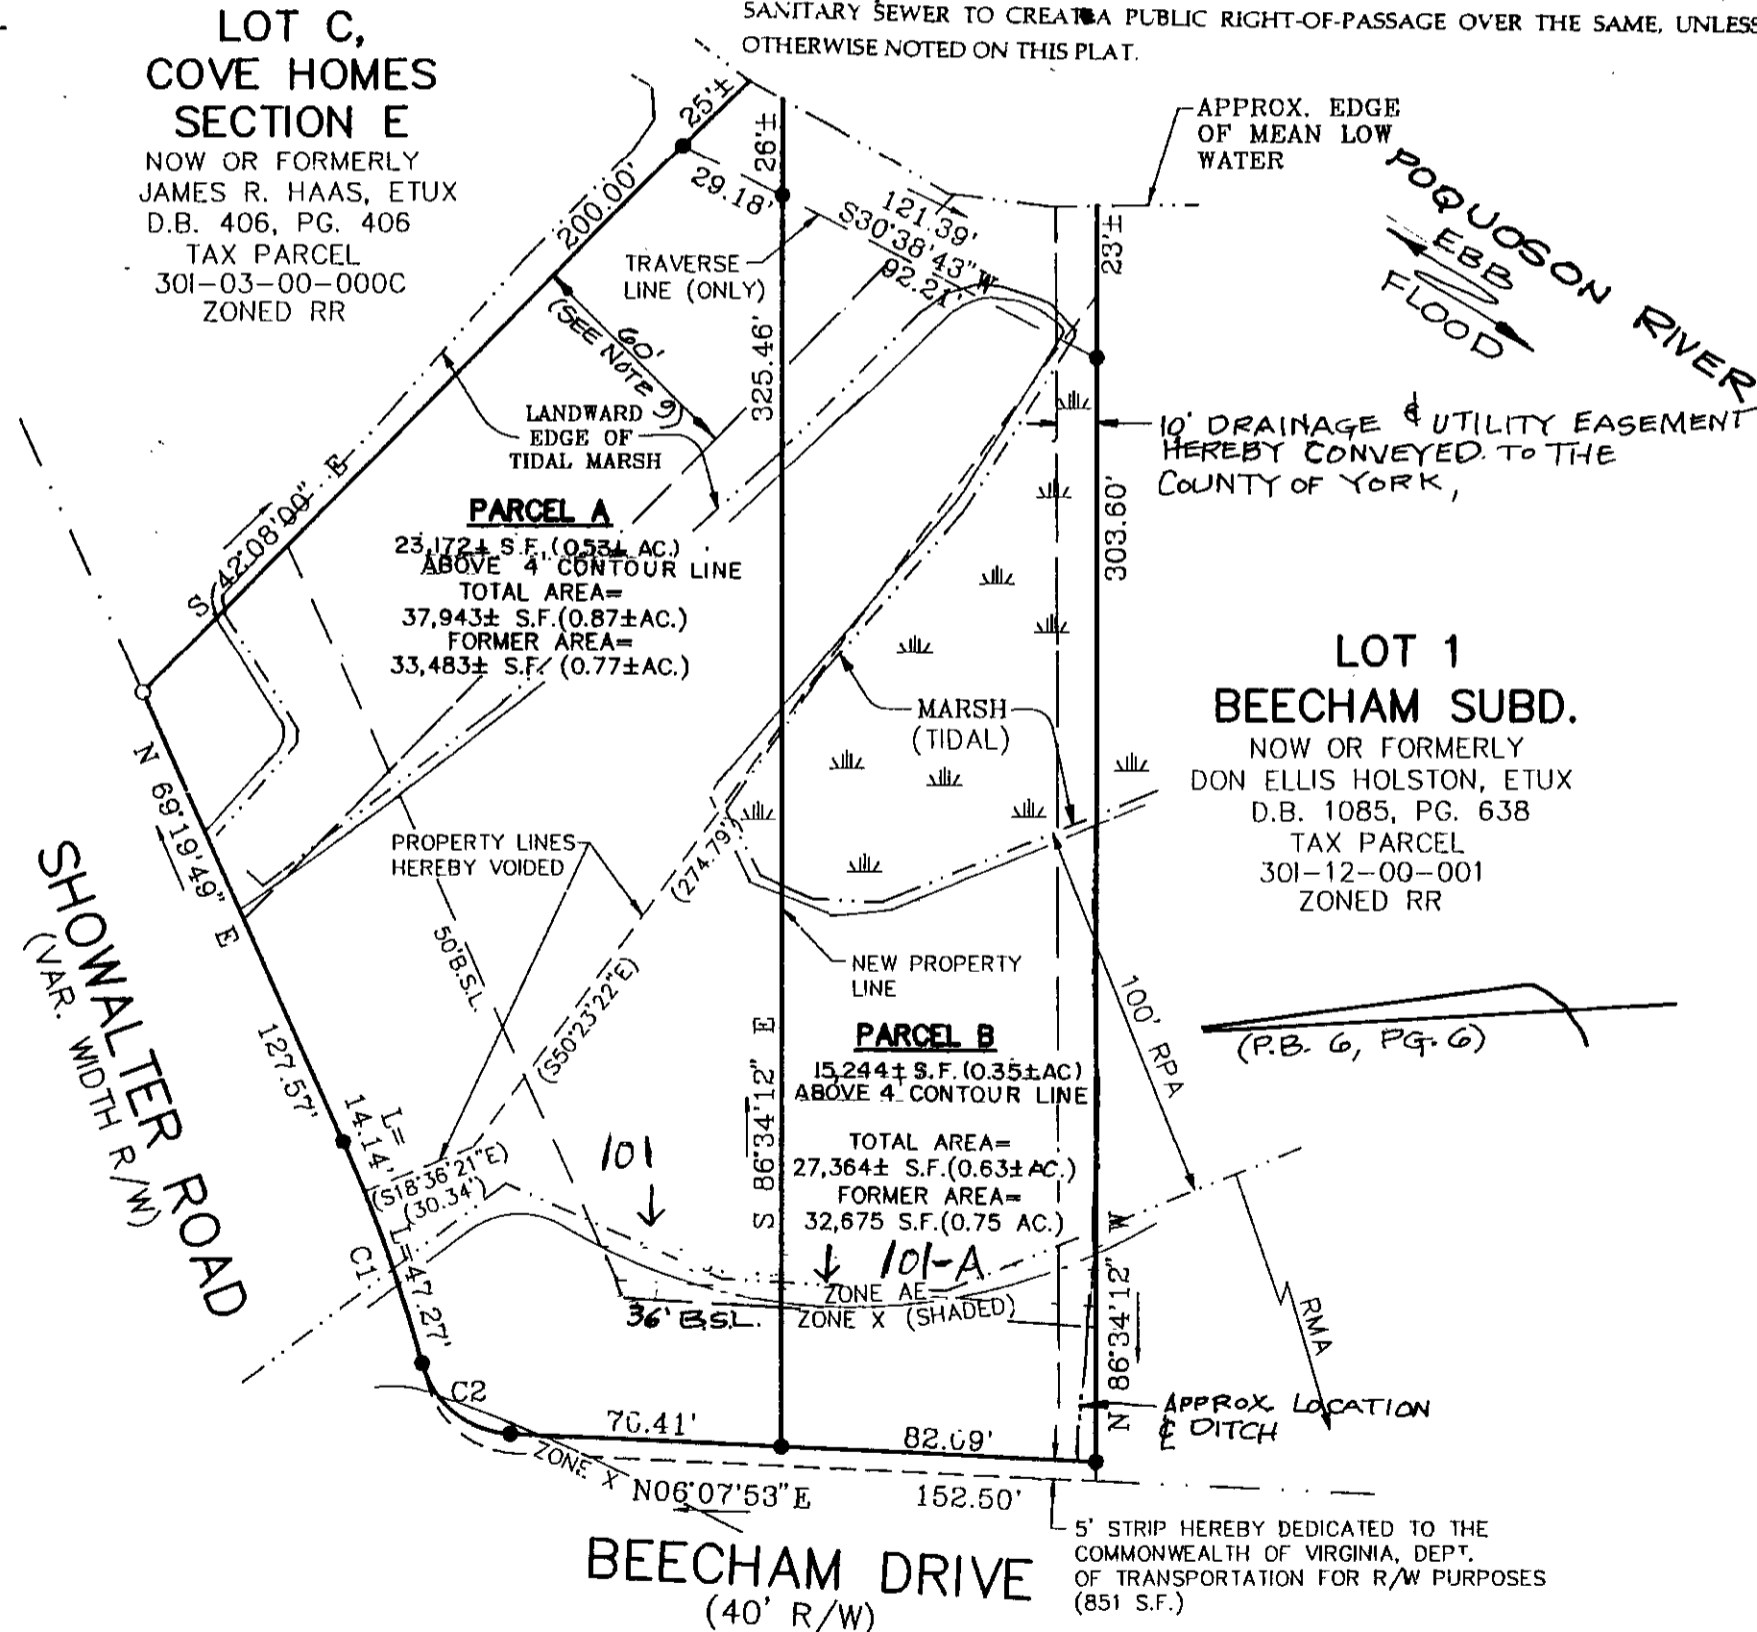 SANITARY SEWER TO CREATE A PUBLIC RIGHT-OF-PASSAGE OVER THE SAME, UNLESS
OTHERWISE NOTED ON THIS PLAT.
LOT C,
COVE HOMES
SECTION E
NOW OR FORMERLY
JAMES R. HAAS, ETUX
D.B. 406, PG. 406
TAX PARCEL
301-03-00-000C
ZONED RR
25'±
26'±
29.18'
200.00'
121.39'
S30°38'43"W
92.21'
23'±
TRAVERSE
LINE (ONLY)
325.46'
60'
(SEE NOTE 9)
APPROX. EDGE
OF MEAN LOW
WATER
POQUOSON RIVER
EBB
FLOOD
10' DRAINAGE & UTILITY EASEMENT
HEREBY CONVEYED TO THE
COUNTY OF YORK,
303.60'
LANDWARD
EDGE OF
TIDAL MARSH
S 42°08'00" E
PARCEL A
23,172± S.F. (0.53± AC.)
ABOVE 4' CONTOUR LINE
TOTAL AREA=
37,943± S.F.(0.87±AC.)
FORMER AREA=
33,483± S.F. (0.77±AC.)
LOT 1
BEECHAM SUBD.
NOW OR FORMERLY
DON ELLIS HOLSTON, ETUX
D.B. 1085, PG. 638
TAX PARCEL
301-12-00-001
ZONED RR
MARSH
(TIDAL)
N 69°19'49" E
127.57'
SHOWALTER ROAD
(VAR. WIDTH R/W)
PROPERTY LINES
HEREBY VOIDED
(274.79')
50'B.S.L.
(S50°23'22"E)
NEW PROPERTY
LINE
100' RPA
(P.B. 6, PG. 6)
PARCEL B
15,244± S.F. (0.35±AC)
ABOVE 4' CONTOUR LINE
TOTAL AREA=
27,364± S.F.(0.63± AC.)
FORMER AREA=
32,675 S.F.(0.75 AC.)
S 86°34'12" E
L=
14.14'
(S18°36'21"E)
(30.34')
L=47.27'
C1
101
101-A
ZONE AE
ZONE X (SHADED)
36' B.S.L.
N 86°34'12" W
RMA
C2
76.41'
82.09'
APPROX. LOCATION
℄ DITCH
ZONE X
N06°07'53"E
152.50'
BEECHAM DRIVE
(40' R/W)
5' STRIP HEREBY DEDICATED TO THE
COMMONWEALTH OF VIRGINIA, DEPT.
OF TRANSPORTATION FOR R/W PURPOSES
(851 S.F.)